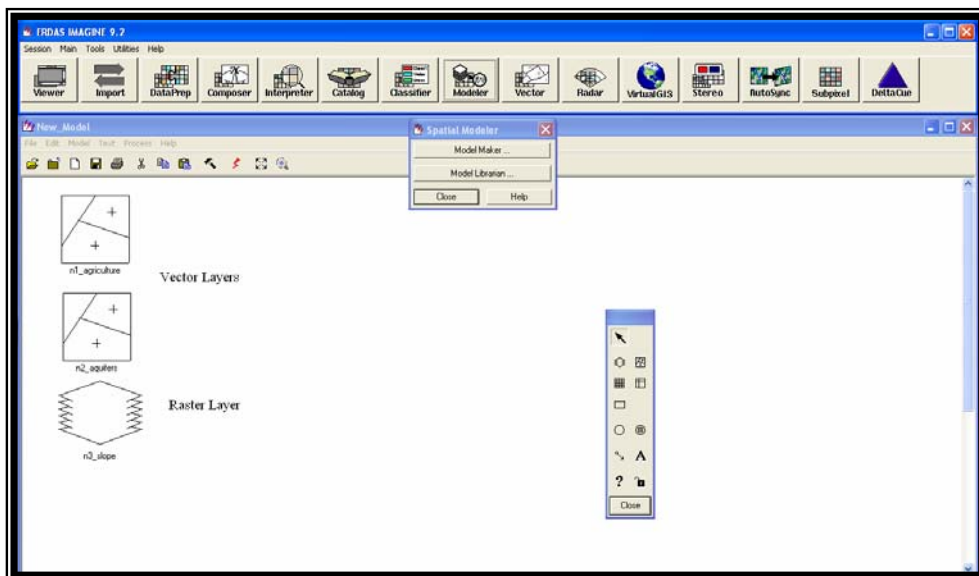 ERDAS IMAGINE 9.2
Session Main Tools Utilities Help
Viewer Import DataPrep Composer Interpreter Catalog Classifier Modeler Vector Radar VirtualGIS Stereo AutoSync Subpixel DeltaCue
New_Model
File Edit Model Text Process Help
Spatial Modeler
Model Maker ...
Model Librarian ...
Close Help
n1_agriculture
Vector Layers
n2_aquifers
Raster Layer
n3_slope
A
?
Close